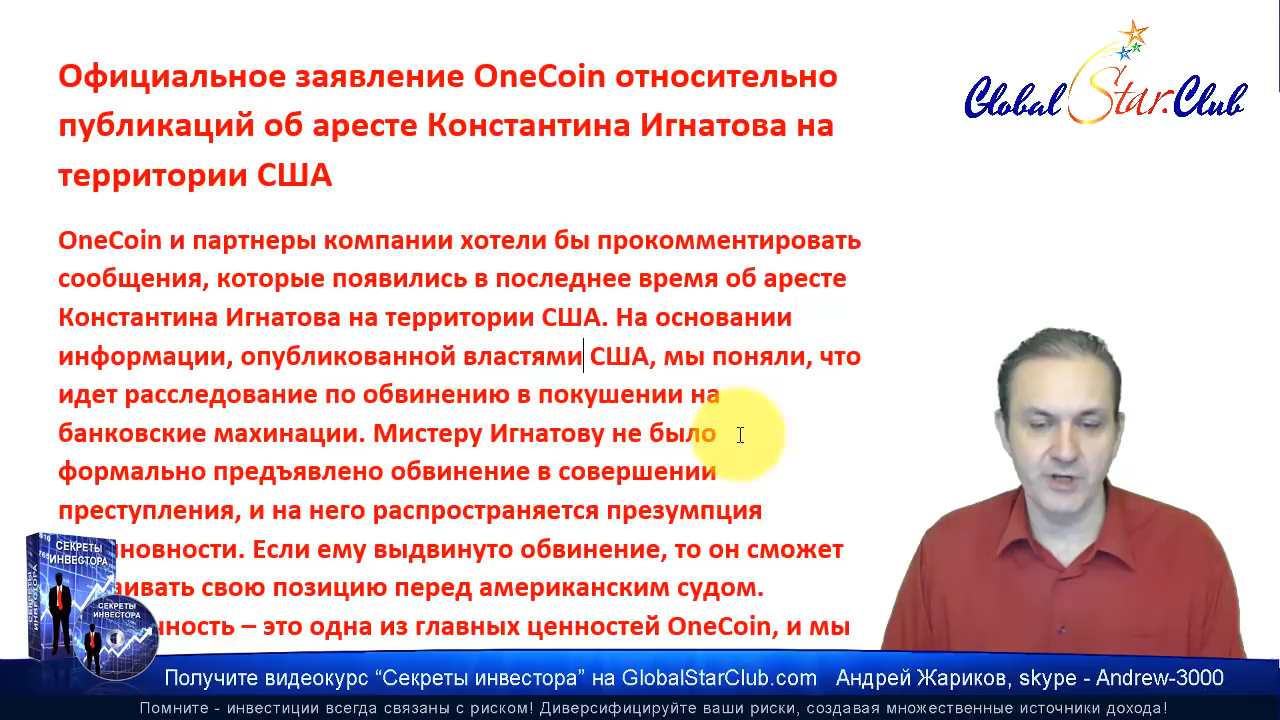 Официальное заявление OneCoin относительно
публикаций об аресте Константина Игнатова на
территории США
Global Star.Club
OneCoin и партнеры компании хотели бы прокомментировать
сообщения, которые появились в последнее время об аресте
Константина Игнатова на территории США. На основании
информации, опубликованной властями США, мы поняли, что
идет расследование по обвинению в покушении на
банковские махинации. Мистеру Игнатову не было
формально предъявлено обвинение в совершении
преступления, и на него распространяется презумпция
новности. Если ему выдвинуто обвинение, то он сможет
аивать свою позицию перед американским судом.
ность – это одна из главных ценностей OneCoin, и мы
СЕКРЕТЫ
ИНВЕСТОРА
СЕКРЕТЫ
ИНВЕСТОРА
СЕКРЕТЫ
ИНВЕСТОРА
Получите видеокурс “Секреты инвестора” на GlobalStarClub.com Андрей Жариков, skype - Andrew-3000
Помните - инвестиции всегда связаны с риском! Диверсифицируйте ваши риски, создавая множественные источники дохода!